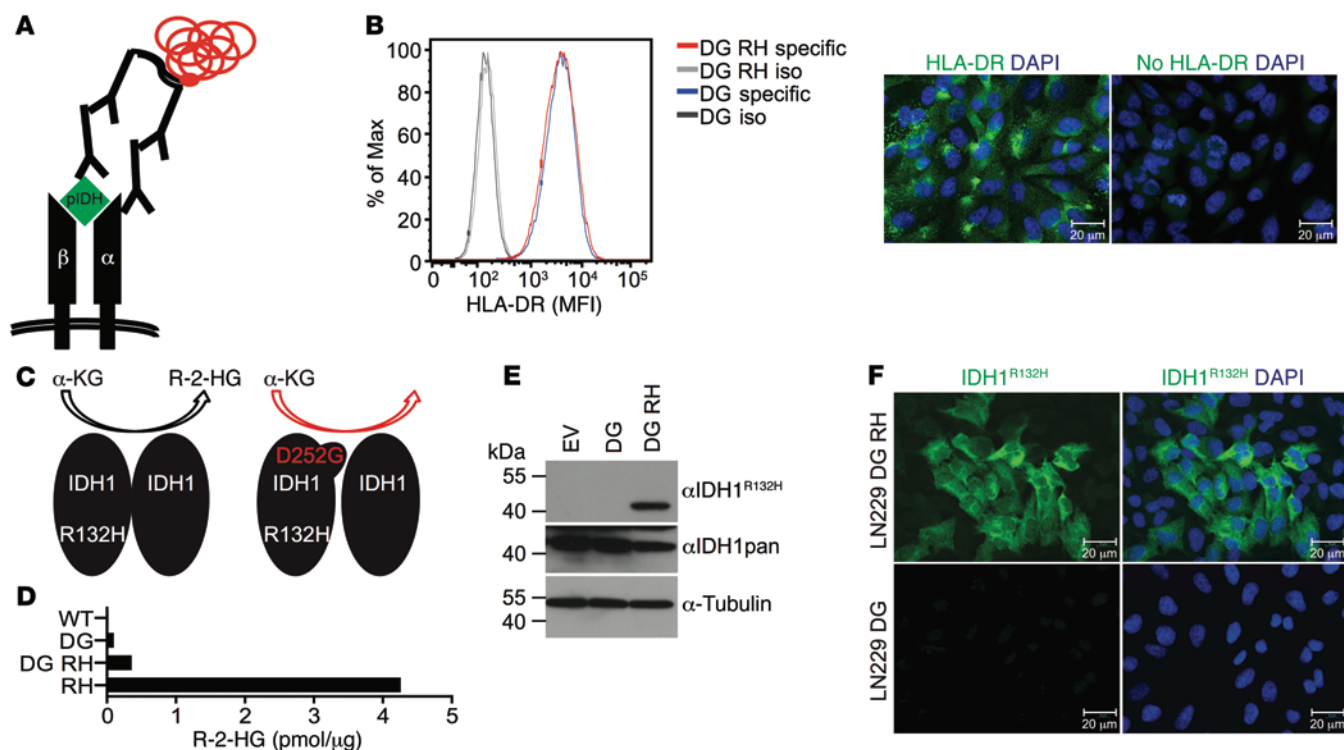 A
pIDH
β α
B
% of Max
100
80
60
40
20
0
0 10² 10³ 10⁴ 10⁵
HLA-DR (MFI)
DG RH specific
DG RH iso
DG specific
DG iso
HLA-DR DAPI
No HLA-DR DAPI
20 μm
20 μm
C
α-KG R-2-HG
IDH1 IDH1
R132H
α-KG
D252G
IDH1 IDH1
R132H
D
WT
DG
DG RH
RH
0 1 2 3 4 5
R-2-HG (pmol/μg)
E
kDa
EV DG DG RH
55
40
αIDH1ᴿ¹³²ᴴ
40
αIDH1pan
55
40
α-Tubulin
F
IDH1ᴿ¹³²ᴴ
IDH1ᴿ¹³²ᴴ DAPI
LN229 DG RH
20 μm
20 μm
LN229 DG
20 μm
20 μm